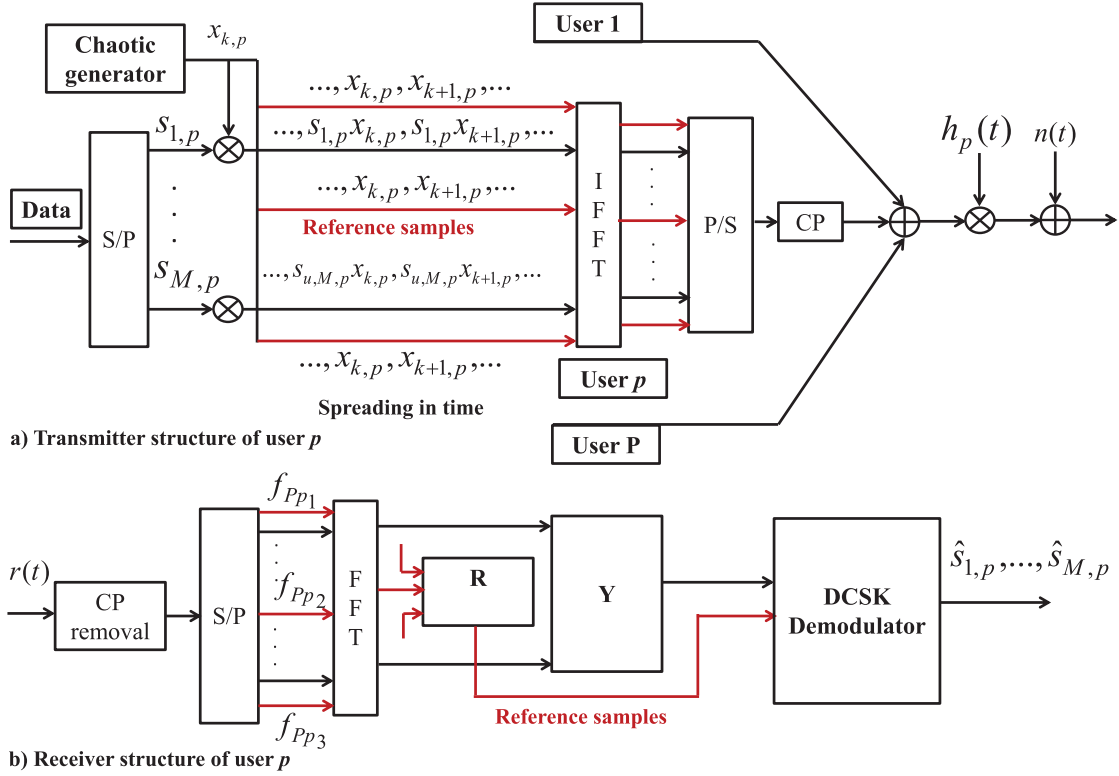 User 1
Chaotic generator
x_{k,p}
..., x_{k,p}, x_{k+1,p}, ...
s_{1,p}
..., s_{1,p} x_{k,p}, s_{1,p} x_{k+1,p}, ...
h_p(t)
n(t)
I
F
F
T
Data
S/P
..., x_{k,p}, x_{k+1,p}, ...
Reference samples
P/S
CP
s_{M,p}
..., s_{u,M,p} x_{k,p}, s_{u,M,p} x_{k+1,p}, ...
..., x_{k,p}, x_{k+1,p}, ...
User p
Spreading in time
User P
a) Transmitter structure of user p
f_{Pp_1}
r(t)
CP
removal
S/P
f_{Pp_2}
F
F
T
R
Y
DCSK
Demodulator
ŝ_{1,p}, ..., ŝ_{M,p}
f_{Pp_3}
Reference samples
b) Receiver structure of user p